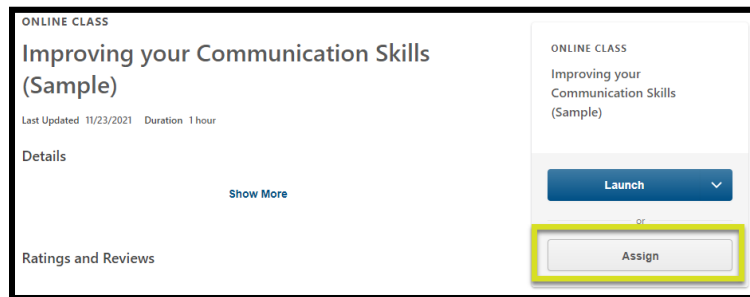 ONLINE CLASS
Improving your Communication Skills
(Sample)
Last Updated 11/23/2021 Duration 1 hour
Details
Show More
Ratings and Reviews
ONLINE CLASS
Improving your
Communication Skills
(Sample)
Launch
or
Assign